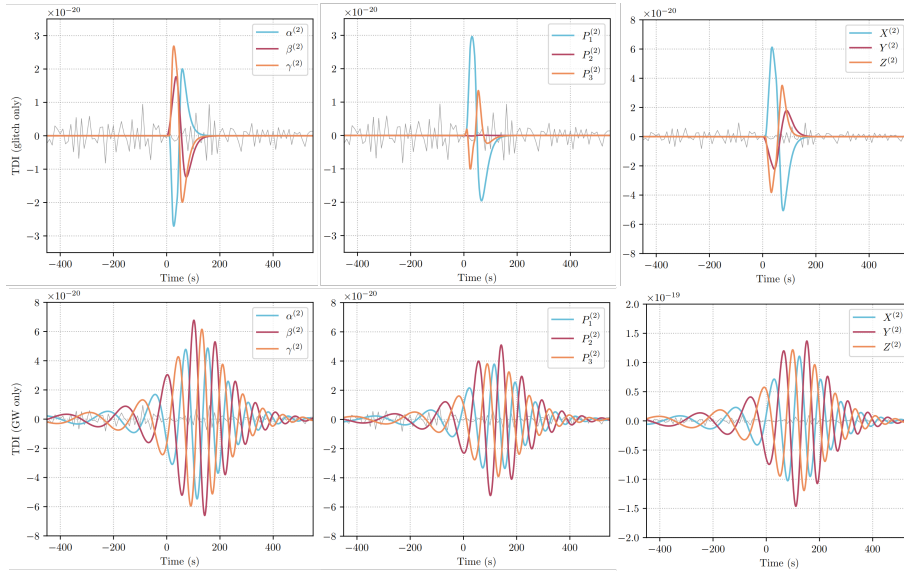 ×10⁻²⁰
3
2
1
0
−1
−2
−3
TDI (glitch only)
α⁽²⁾
β⁽²⁾
γ⁽²⁾
−400 −200 0 200 400
Time (s)
×10⁻²⁰
3
2
1
0
−1
−2
−3
P₁⁽²⁾
P₂⁽²⁾
P₃⁽²⁾
−400 −200 0 200 400
Time (s)
×10⁻²⁰
8
6
4
2
0
−2
−4
−6
−8
X⁽²⁾
Y⁽²⁾
Z⁽²⁾
−400 −200 0 200 400
Time (s)
×10⁻²⁰
8
6
4
2
0
−2
−4
−6
−8
TDI (GW only)
α⁽²⁾
β⁽²⁾
γ⁽²⁾
−400 −200 0 200 400
Time (s)
×10⁻²⁰
8
6
4
2
0
−2
−4
−6
−8
P₁⁽²⁾
P₂⁽²⁾
P₃⁽²⁾
−400 −200 0 200 400
Time (s)
×10⁻¹⁹
2.0
1.5
1.0
0.5
0.0
−0.5
−1.0
−1.5
−2.0
X⁽²⁾
Y⁽²⁾
Z⁽²⁾
−400 −200 0 200 400
Time (s)